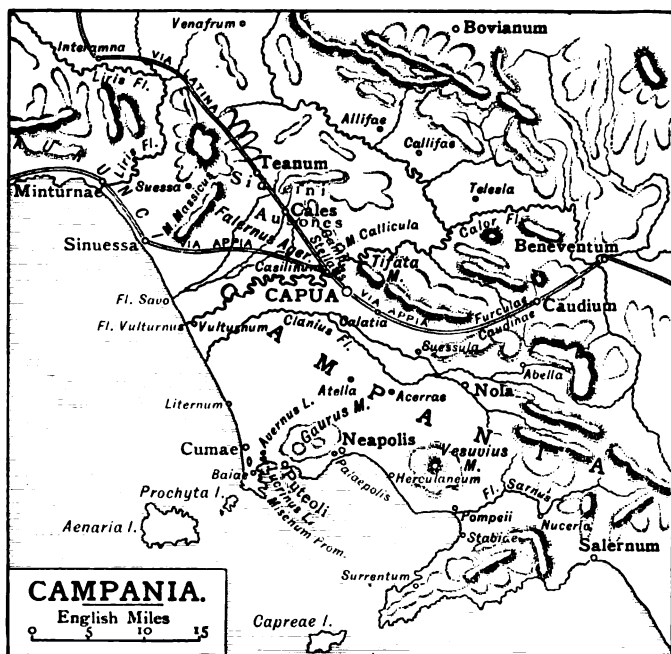 Venafrum
Bovianum
Interamna
VIA LATINA
Liris Fl.
Allifae
Callifae
Liris Fl.
Teanum
Sidicini
Telesia
Minturnae
Suessa
M. Massicus
Cales
Aurunci
Falernus Ager.
Stellatis
M. Callicula
Calor Fl.
Beneventum
Sinuessa
VIA APPIA
Casilinum
Tifata
M.
Fl. Savo
CAPUA
VIA APPIA
Furculae
Caudinae
Caudium
Fl. Vulturnus
Vulturnum
Clanius Fl.
Calatia
Suessula
Abella
CAMPANIA
Atella
Acerrae
Nola
Liternum
Avernus L.
Gaurus M.
Cumae
Neapolis
Vesuvius
M.
Baiae
Lucrinus L.
Puteoli
Palaepolis
Herculaneum
Fl. Sarnus
Prochyta I.
Misenum Prom.
Aenaria I.
Pompeii
Nuceria
Stabiae
Salernum
Surrentum
Capreae I.
CAMPANIA.
English Miles
0 5 10 15